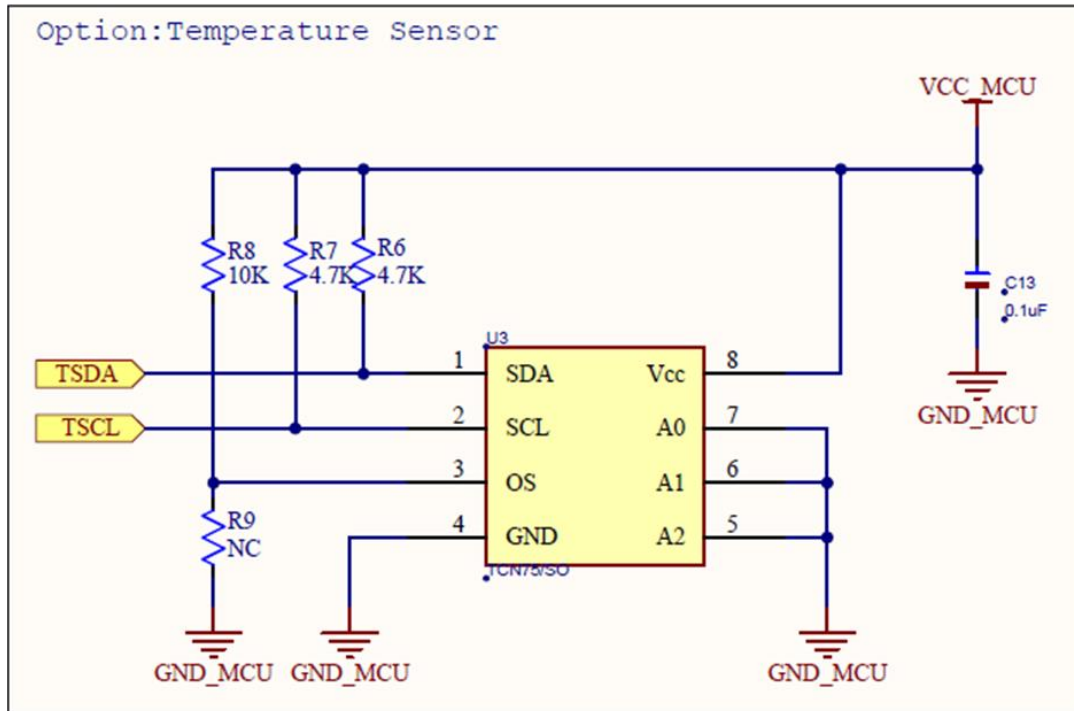 Option:Temperature Sensor
VCC_MCU
R8
10K
R7
4.7K
R6
4.7K
C13
0.1uF
GND_MCU
U3
TSDA
1
SDA
Vcc
8
TSCL
2
SCL
A0
7
3
OS
A1
6
4
GND
A2
5
R9
NC
TCN75/SO
GND_MCU
GND_MCU
GND_MCU